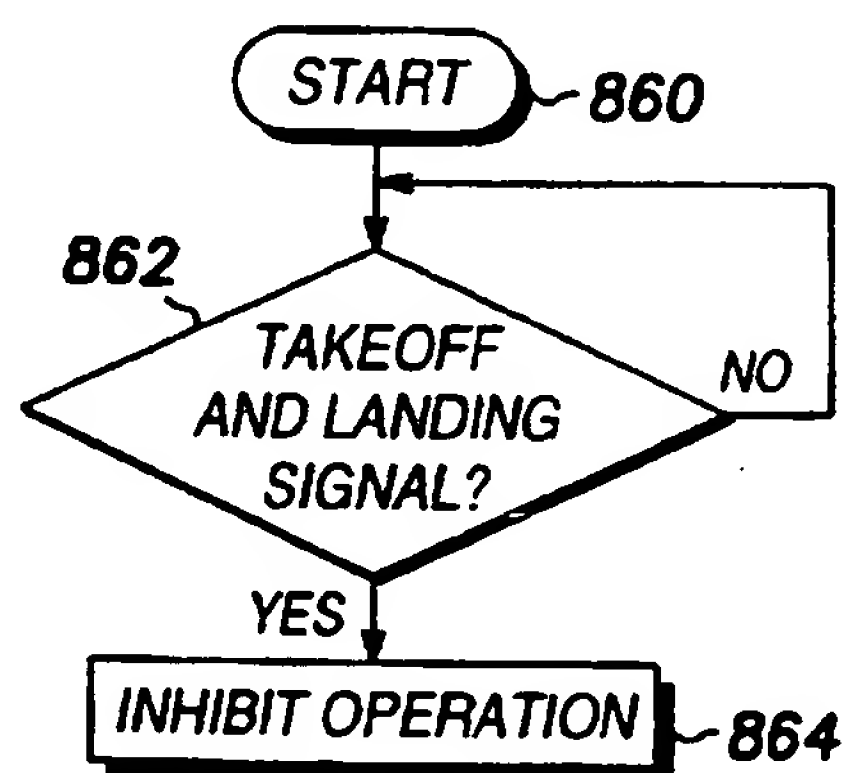 START
860
862
TAKEOFF
AND LANDING
SIGNAL?
NO
YES
INHIBIT OPERATION
864